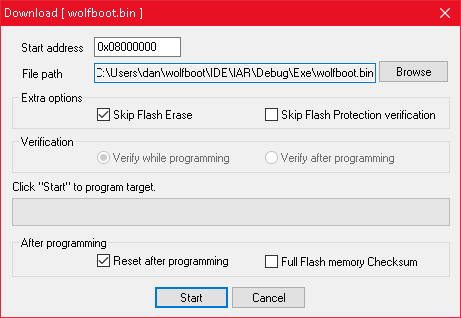 Download [ wolfboot.bin ]
Start address 0x08000000
File path C:\Users\dan\wolfboot\IDE\IAR\Debug\Exe\wolfboot.bin Browse
Extra options
Skip Flash Erase Skip Flash Protection verification
Verification
Verify while programming Verify after programming
Click "Start" to program target.
After programming
Reset after programming Full Flash memory Checksum
Start Cancel